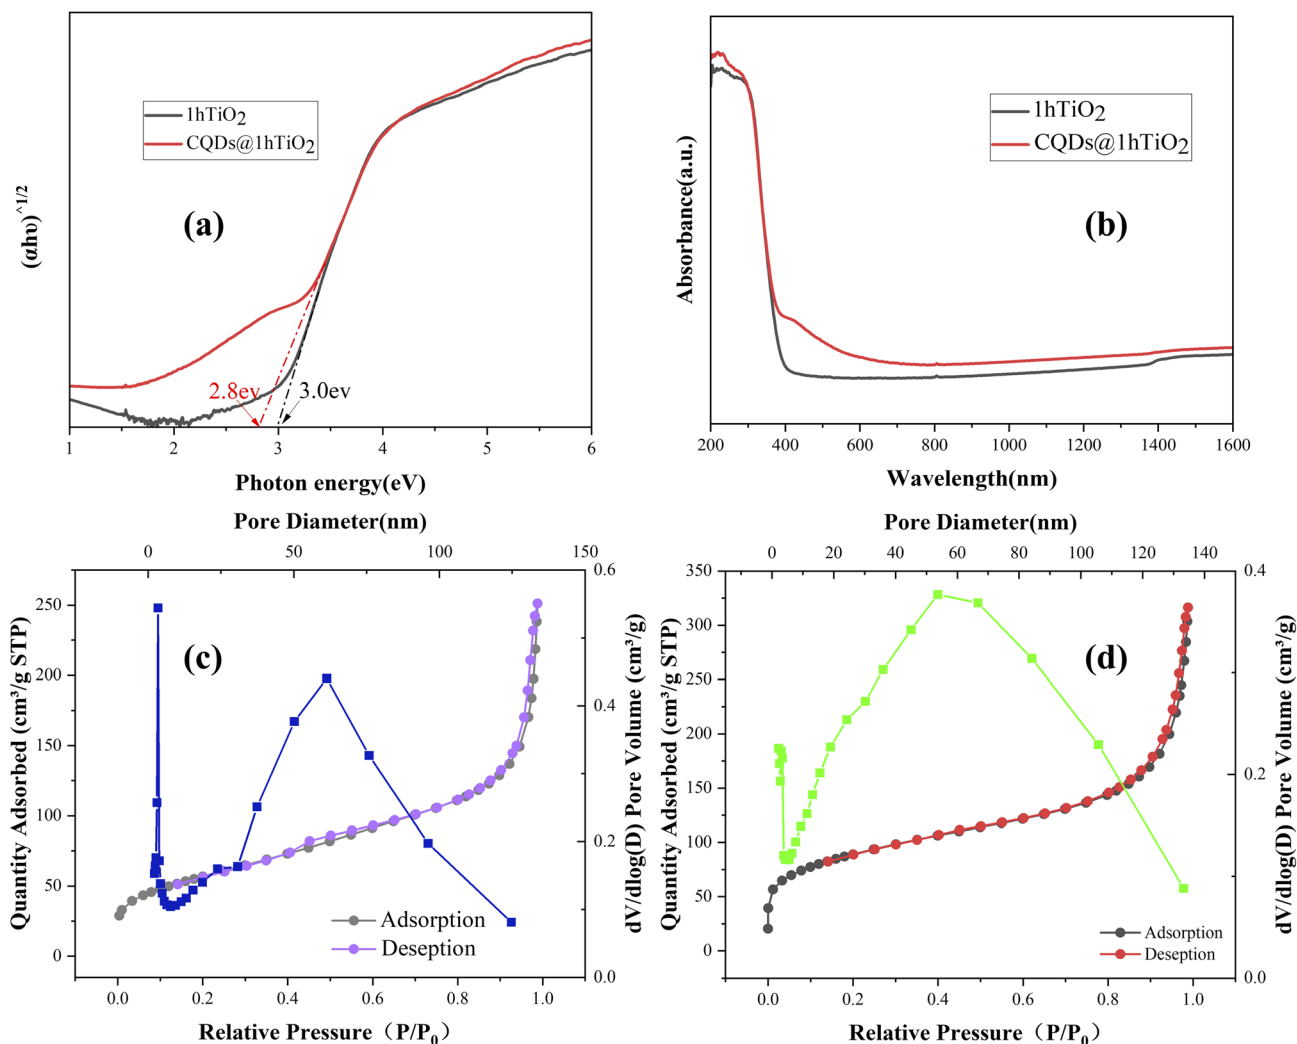 1hTiO2
CQDs@1hTiO2
(a)
(αhυ)^1/2
2.8ev
3.0ev
1 2 3 4 5 6
Photon energy(eV)
1hTiO2
CQDs@1hTiO2
(b)
Absorbance(a.u.)
200 400 600 800 1000 1200 1400 1600
Wavelength(nm)
Pore Diameter(nm)
0 50 100 150
250
200
150
100
50
0
Quantity Adsorbed (cm³/g STP)
(c)
0.6
0.4
0.2
0.0
dV/dlog(D) Pore Volume (cm³/g)
Adsorption
Deseption
0.0 0.2 0.4 0.6 0.8 1.0
Relative Pressure（P/P0)
Pore Diameter(nm)
0 20 40 60 80 100 120 140
350
300
250
200
150
100
50
0
Quantity Adsorbed (cm³/g STP)
(d)
0.4
0.3
0.2
0.1
0.0
dV/dlog(D) Pore Volume (cm³/g)
Adsorption
Deseption
0.0 0.2 0.4 0.6 0.8 1.0
Relative Pressure（P/P0)